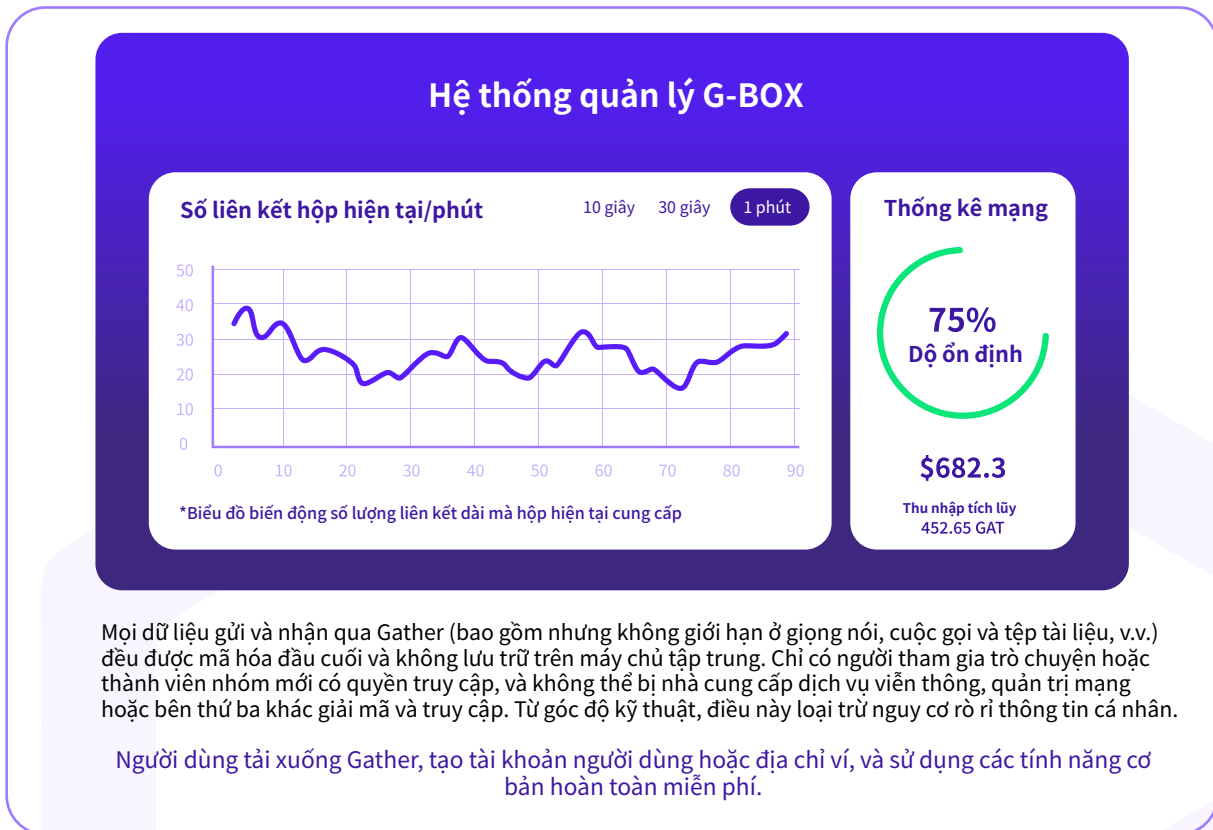 Hệ thống quản lý G-BOX
Số liên kết hộp hiện tại/phút
10 giây 30 giây 1 phút
50
40
30
20
10
0
0 10 20 30 40 50 60 70 80 90
*Biểu đồ biến động số lượng liên kết dài mà hộp hiện tại cung cấp
Thống kê mạng
75%
Dộ ổn định
$682.3
Thu nhập tích lũy
452.65 GAT
Mọi dữ liệu gửi và nhận qua Gather (bao gồm nhưng không giới hạn ở giọng nói, cuộc gọi và tệp tài liệu, v.v.)
đều được mã hóa đầu cuối và không lưu trữ trên máy chủ tập trung. Chỉ có người tham gia trò chuyện hoặc
thành viên nhóm mới có quyền truy cập, và không thể bị nhà cung cấp dịch vụ viễn thông, quản trị mạng
hoặc bên thứ ba khác giải mã và truy cập. Từ góc độ kỹ thuật, điều này loại trừ nguy cơ rò rỉ thông tin cá nhân.
Người dùng tải xuống Gather, tạo tài khoản người dùng hoặc địa chỉ ví, và sử dụng các tính năng cơ
bản hoàn toàn miễn phí.